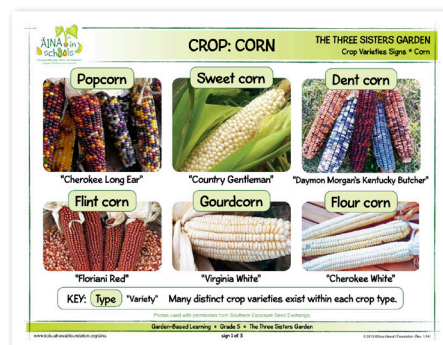 'ĀINA in schools
CROP: CORN
THE THREE SISTERS GARDEN
Crop Varieties Signs * Corn
Popcorn
Sweet corn
Dent corn
"Cherokee Long Ear"
"Country Gentleman"
"Daymon Morgan's Kentucky Butcher"
Flint corn
Gourdcorn
Flour corn
"Floriani Red"
"Virginia White"
"Cherokee White"
KEY: Type "Variety" Many distinct crop varieties exist within each crop type.
Photos used with permission from Southern Exposure Seed Exchange.
Garden-Based Learning * Grade 5 * The Three Sisters Garden
sign 1 of 3